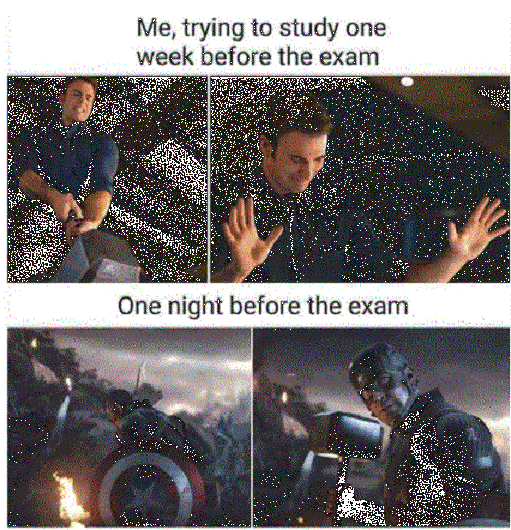 Me, trying to study one
week before the exam
One night before the exam